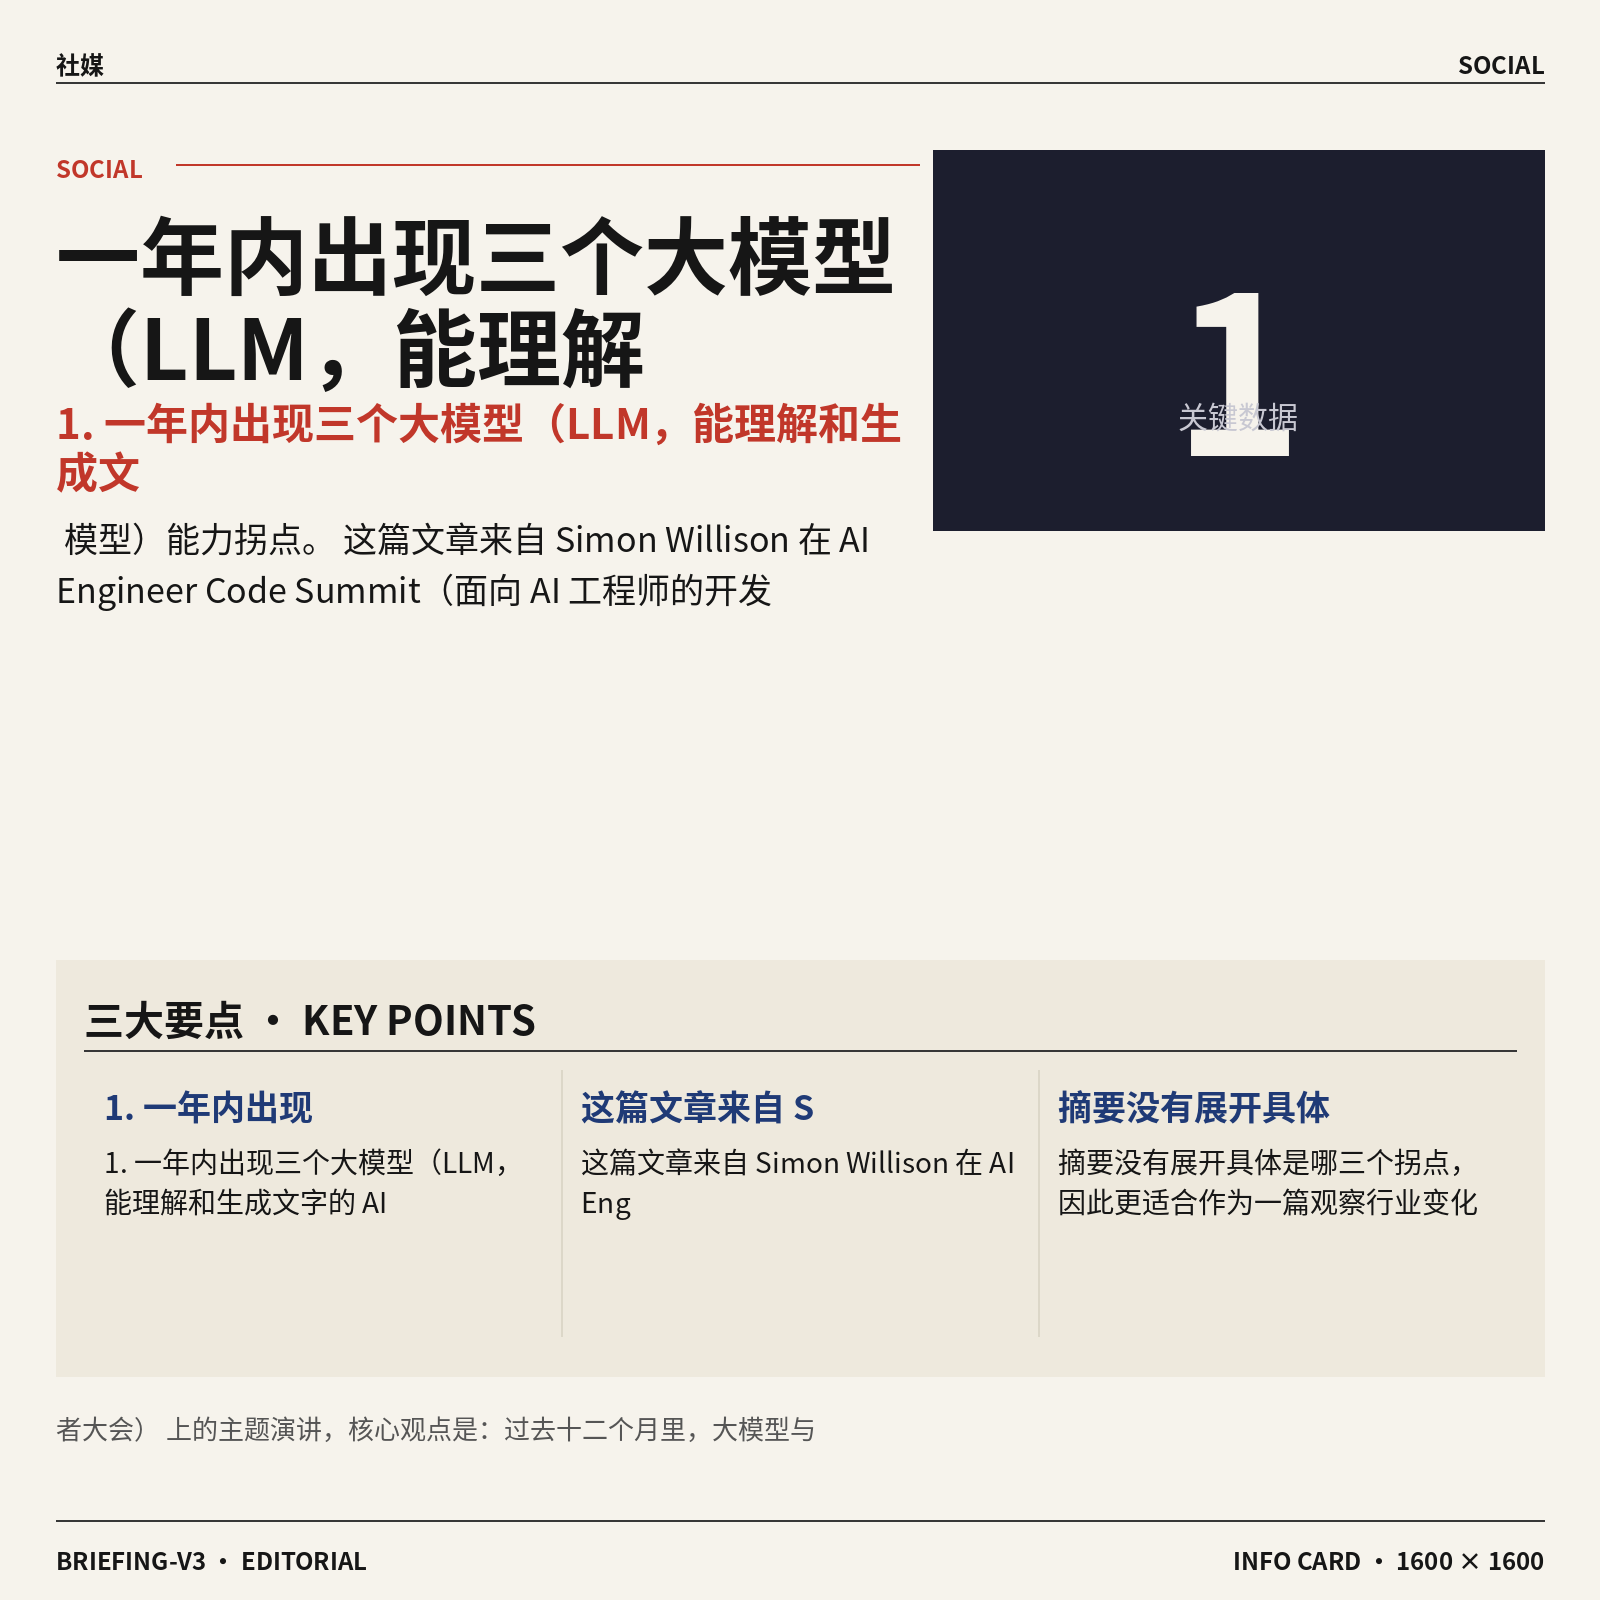 社媒
SOCIAL
SOCIAL
一年内出现三个大模型
（LLM，能理解
1. 一年内出现三个大模型（LLM，能理解和生
成文
模型）能力拐点。 这篇文章来自 Simon Willison 在 AI
Engineer Code Summit（面向 AI 工程师的开发
1
关键数据
三大要点 · KEY POINTS
1. 一年内出现
1. 一年内出现三个大模型（LLM，
能理解和生成文字的 AI
这篇文章来自 S
这篇文章来自 Simon Willison 在 AI
Eng
摘要没有展开具体
摘要没有展开具体是哪三个拐点，
因此更适合作为一篇观察行业变化
者大会） 上的主题演讲，核心观点是：过去十二个月里，大模型与
BRIEFING-V3 · EDITORIAL
INFO CARD · 1600 × 1600